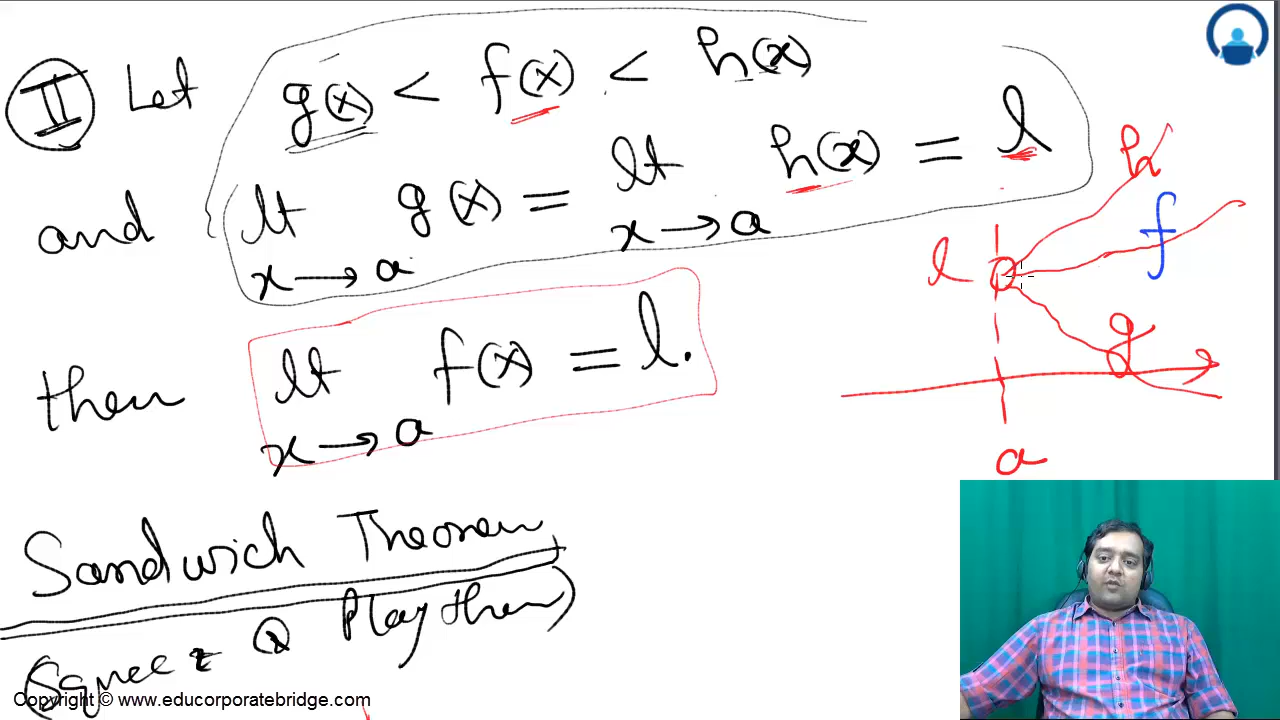 II Let g(x) < f(x) < h(x)
and lt g(x) = lt h(x) = l
x → a x → a
then lt f(x) = l.
x → a
Sandwich Theorem
(Squeeze Q Play them)
h
f
l
g
a
Copyright © www.educorporatebridge.com